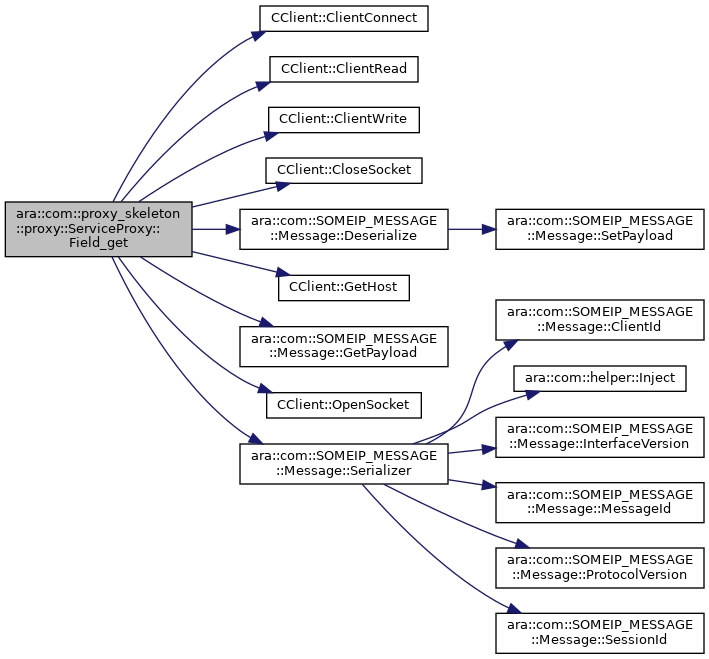 CClient::ClientConnect
CClient::ClientRead
CClient::ClientWrite
CClient::CloseSocket
ara::com::proxy_skeleton
::proxy::ServiceProxy::
Field_get
ara::com::SOMEIP_MESSAGE
::Message::Deserialize
ara::com::SOMEIP_MESSAGE
::Message::SetPayload
CClient::GetHost
ara::com::SOMEIP_MESSAGE
::Message::GetPayload
CClient::OpenSocket
ara::com::SOMEIP_MESSAGE
::Message::Serializer
ara::com::SOMEIP_MESSAGE
::Message::ClientId
ara::com::helper::Inject
ara::com::SOMEIP_MESSAGE
::Message::InterfaceVersion
ara::com::SOMEIP_MESSAGE
::Message::MessageId
ara::com::SOMEIP_MESSAGE
::Message::ProtocolVersion
ara::com::SOMEIP_MESSAGE
::Message::SessionId